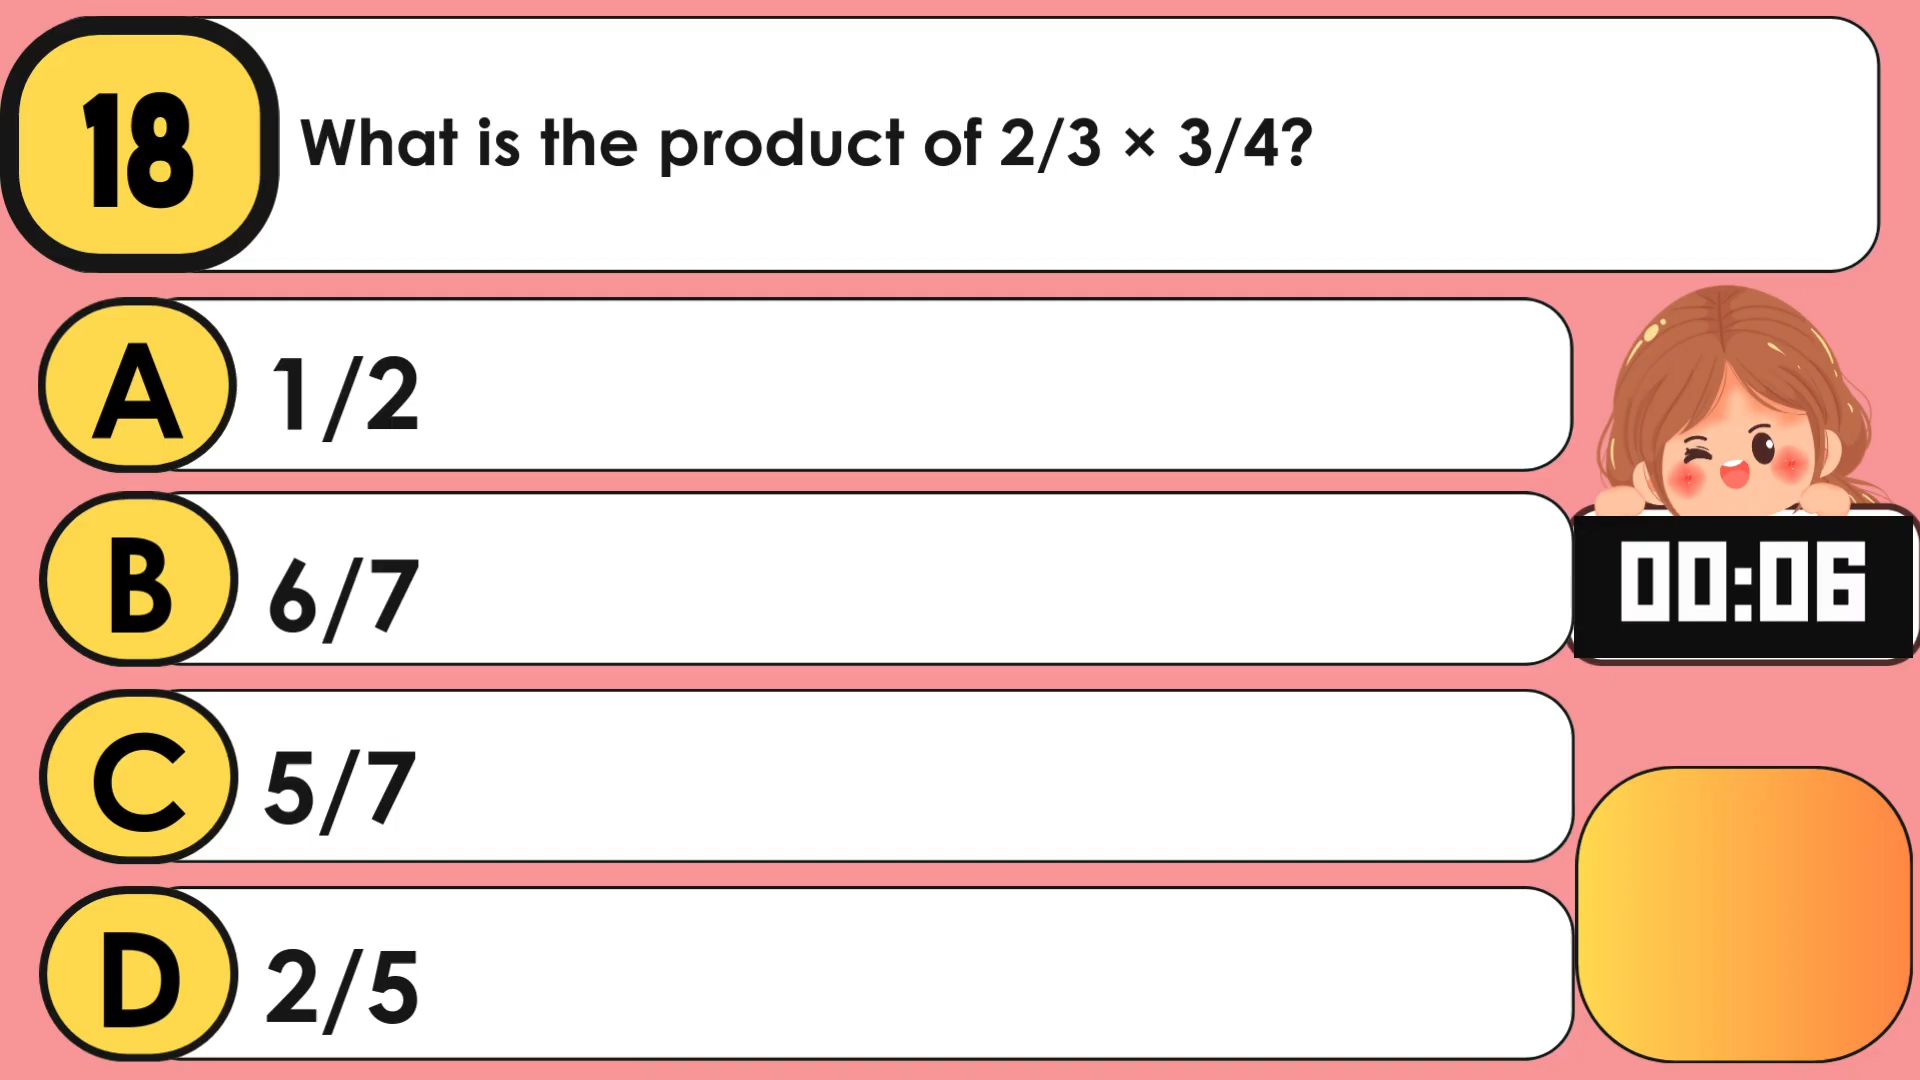 18
What is the product of 2/3 × 3/4?
A
1/2
B
6/7
00:06
C
5/7
D
2/5